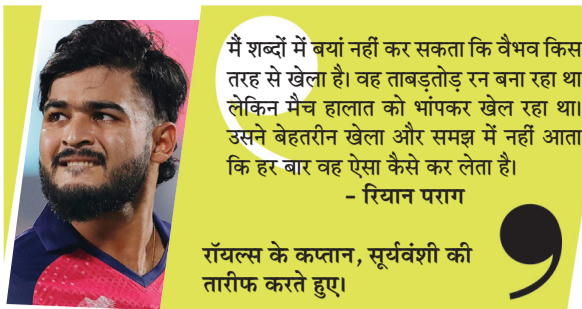 मैं शब्दों में बयां नहीं कर सकता कि वैभव किस
तरह से खेला है। वह ताबड़तोड़ रन बना रहा था
लेकिन मैच हालात को भांपकर खेल रहा था।
उसने बेहतरीन खेला और समझ में नहीं आता
कि हर बार वह ऐसा कैसे कर लेता है।
– रियान पराग
रॉयल्स के कप्तान, सूर्यवंशी की
तारीफ करते हुए।